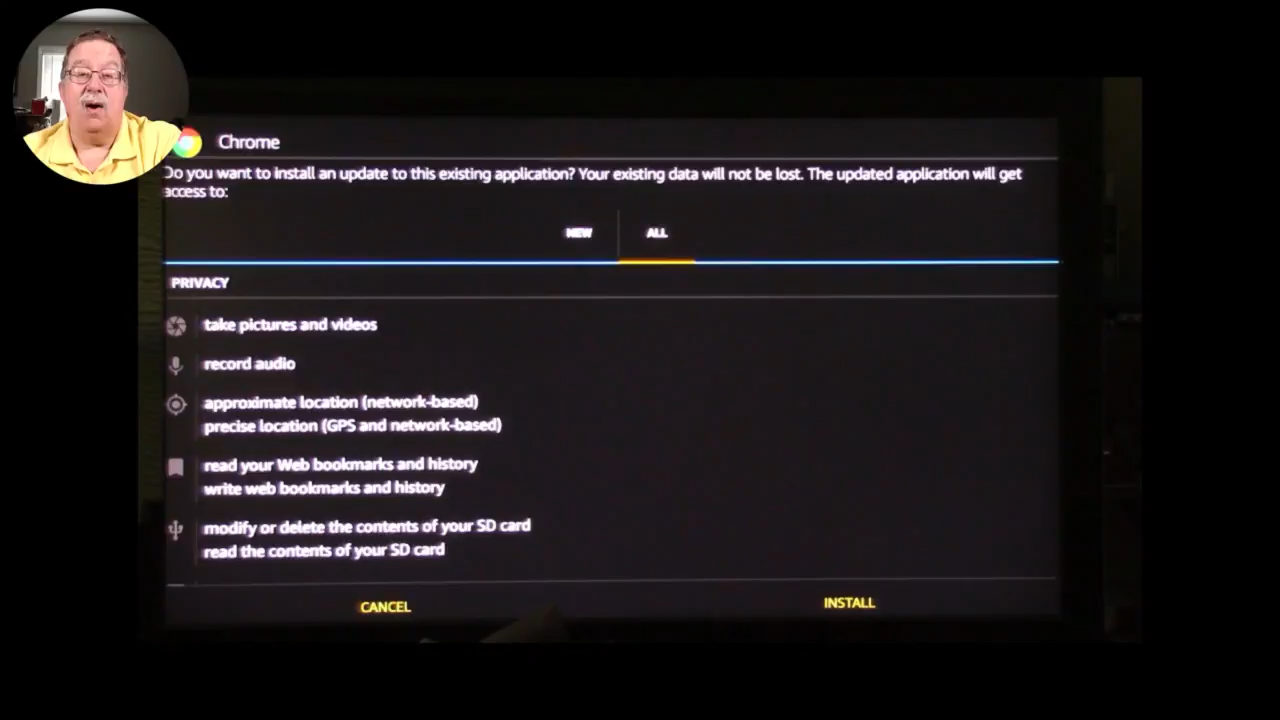 Chrome
Do you want to install an update to this existing application? Your existing data will not be lost. The updated application will get
access to:
NEW
ALL
PRIVACY
take pictures and videos
record audio
approximate location (network-based)
precise location (GPS and network-based)
read your Web bookmarks and history
write web bookmarks and history
modify or delete the contents of your SD card
read the contents of your SD card
CANCEL
INSTALL